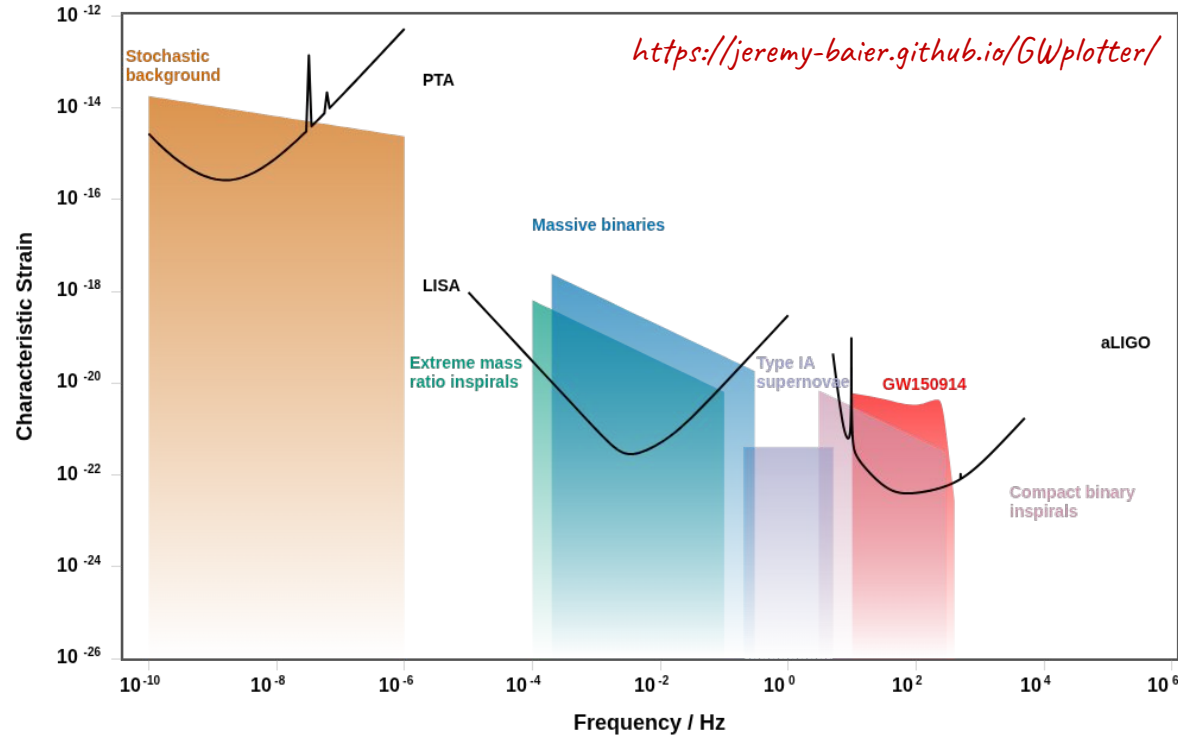 https://jeremy-baier.github.io/GWplotter/
Stochastic
background
PTA
Massive binaries
LISA
Extreme mass
ratio inspirals
Type IA
supernovae
GW150914
aLIGO
Compact binary
inspirals
Characteristic Strain
10 -12
10 -14
10 -16
10 -18
10 -20
10 -22
10 -24
10 -26
10 -10
10 -8
10 -6
10 -4
10 -2
10 0
10 2
10 4
10 6
Frequency / Hz